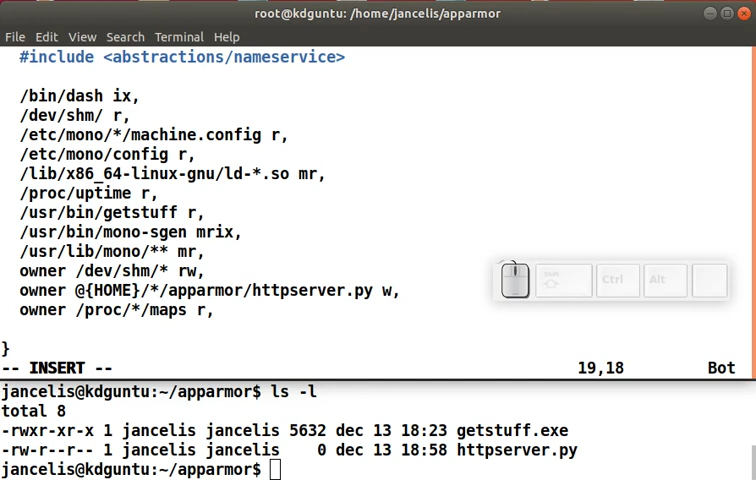 root@kdguntu: /home/jancelis/apparmor
File Edit View Search Terminal Help
#include <abstractions/nameservice>
/bin/dash ix,
/dev/shm/ r,
/etc/mono/*/machine.config r,
/etc/mono/config r,
/lib/x86_64-linux-gnu/ld-*.so mr,
/proc/uptime r,
/usr/bin/getstuff r,
/usr/bin/mono-sgen mrix,
/usr/lib/mono/** mr,
owner /dev/shm/* rw,
owner @{HOME}/*/apparmor/httpserver.py w,
owner /proc/*/maps r,
}
Shift Ctrl Alt
-- INSERT -- 19,18 Bot
jancelis@kdguntu:~/apparmor$ ls -l
total 8
-rwxr-xr-x 1 jancelis jancelis 5632 dec 13 18:23 getstuff.exe
-rw-r--r-- 1 jancelis jancelis 0 dec 13 18:58 httpserver.py
jancelis@kdguntu:~/apparmor$